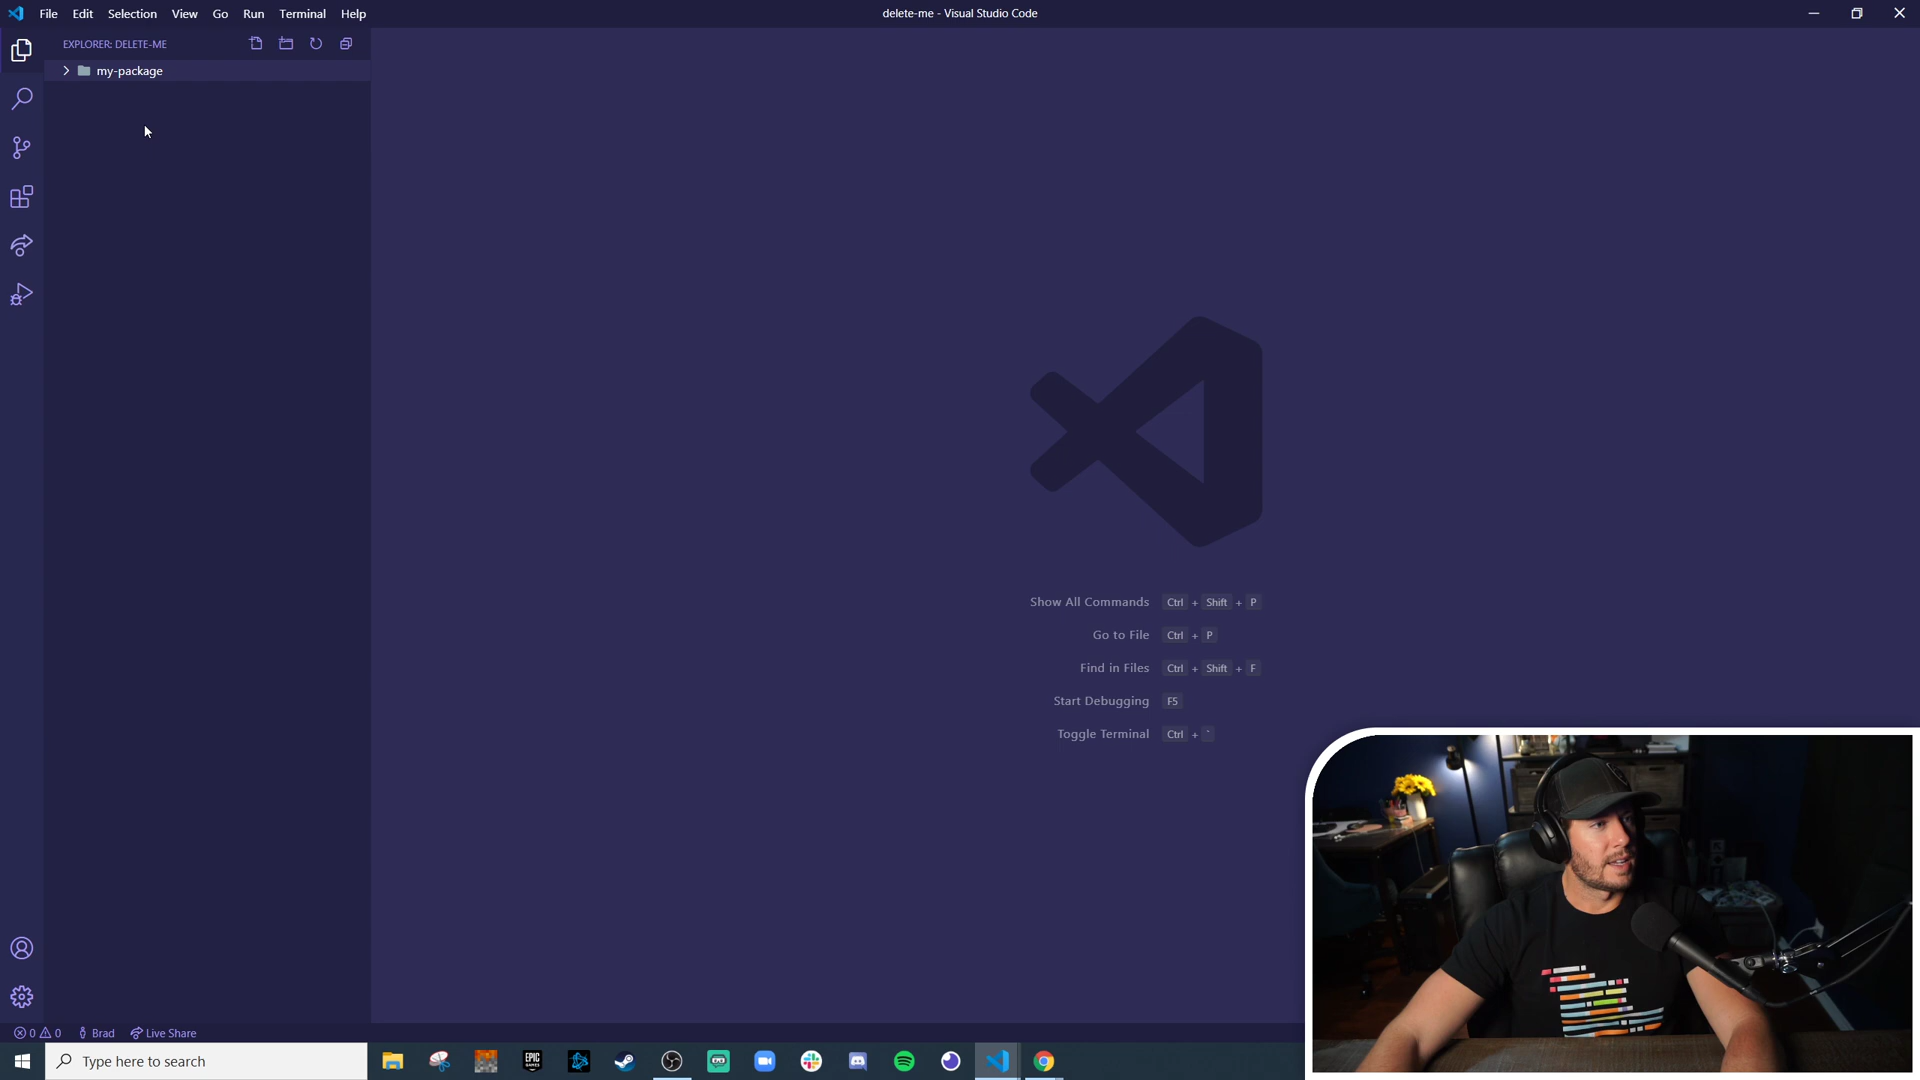 File Edit Selection View Go Run Terminal Help
delete-me - Visual Studio Code
EXPLORER: DELETE-ME
my-package
Show All Commands Ctrl + Shift + P
Go to File Ctrl + P
Find in Files Ctrl + Shift + F
Start Debugging F5
Toggle Terminal Ctrl + `
0 0 Brad Live Share
Type here to search
EPIC GAMES